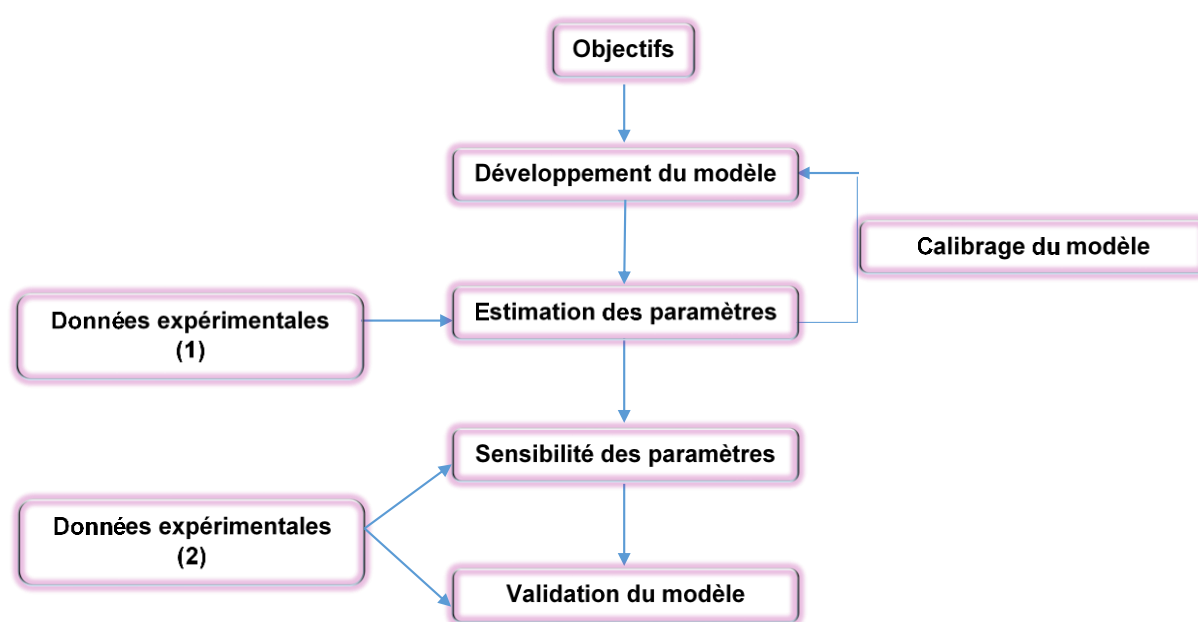 Objectifs
Développement du modèle
Calibrage du modèle
Estimation des paramètres
Données expérimentales
(1)
Sensibilité des paramètres
Données expérimentales
(2)
Validation du modèle